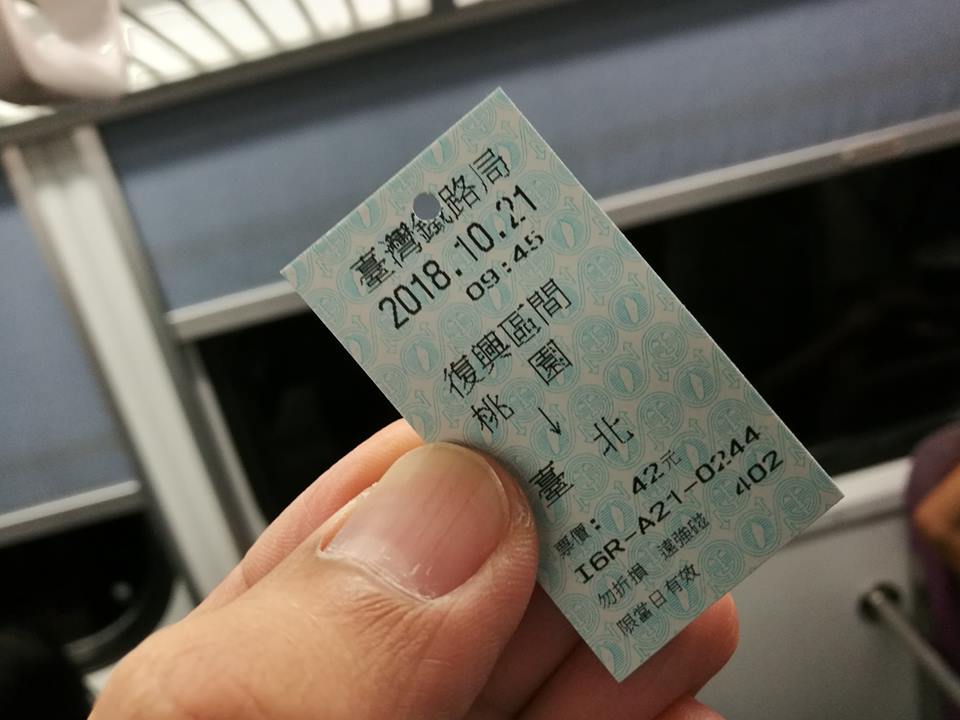 臺灣鐵路局
2018.10.21
09:45
復興區間
桃園
↓
臺北
票價：42元
I6R-A21-0244
402
勿折損 遠強磁
限當日有效